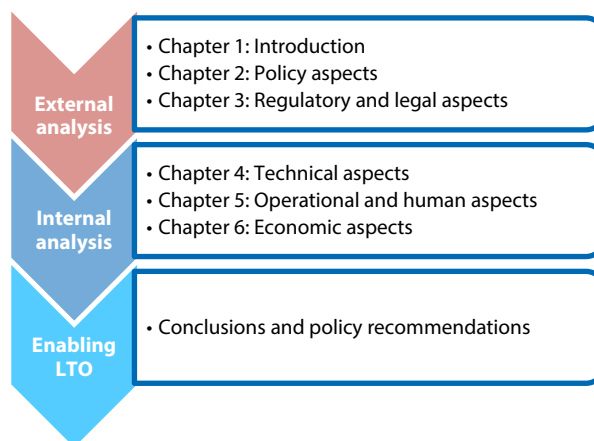 External
analysis
• Chapter 1: Introduction
• Chapter 2: Policy aspects
• Chapter 3: Regulatory and legal aspects
Internal
analysis
• Chapter 4: Technical aspects
• Chapter 5: Operational and human aspects
• Chapter 6: Economic aspects
Enabling
LTO
• Conclusions and policy recommendations